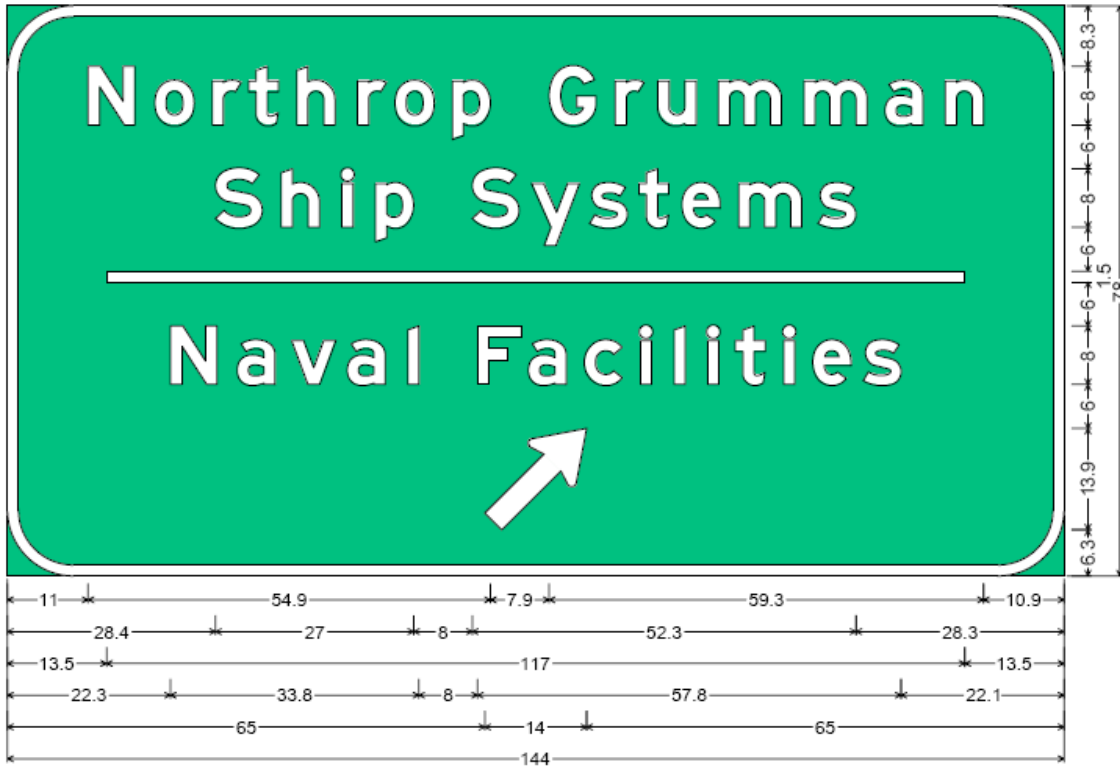 Northrop Grumman
Ship Systems
Naval Facilities
8.3
8
6
8
6
1.5
6
8
6
13.9
6.3
78
11 54.9 7.9 59.3 10.9
28.4 27 8 52.3 28.3
13.5 117 13.5
22.3 33.8 8 57.8 22.1
65 14 65
144